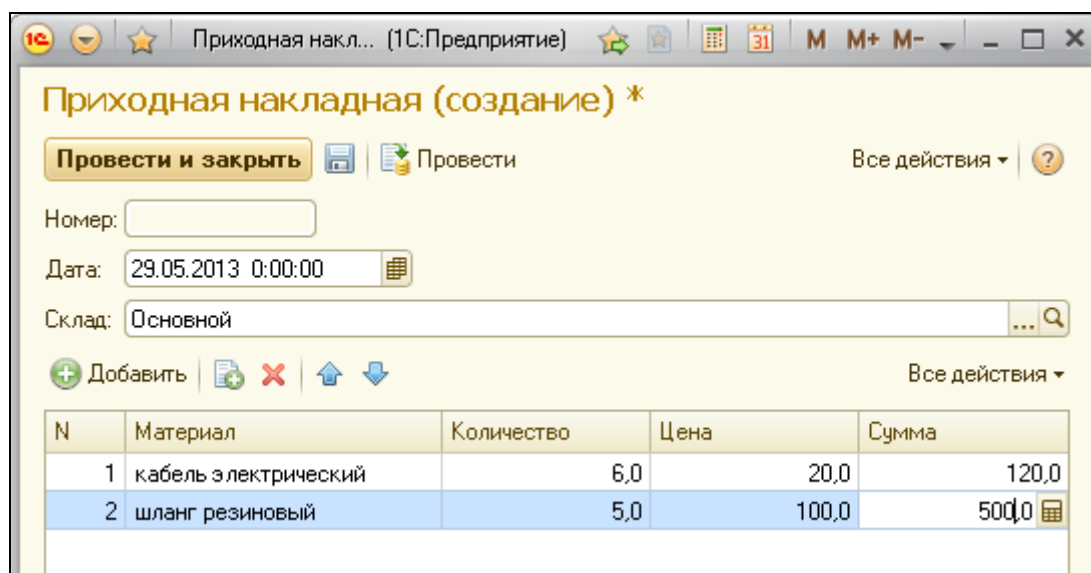 1С Приходная накл... (1С:Предприятие) 31 M M+ M-
Приходная накладная (создание) *
Провести и закрыть Провести Все действия ?
Номер:
Дата: 29.05.2013 0:00:00
Склад: Основной ...
Добавить Все действия
N Материал Количество Цена Сумма
1 кабель электрический 6,0 20,0 120,0
2 шланг резиновый 5,0 100,0 500,0